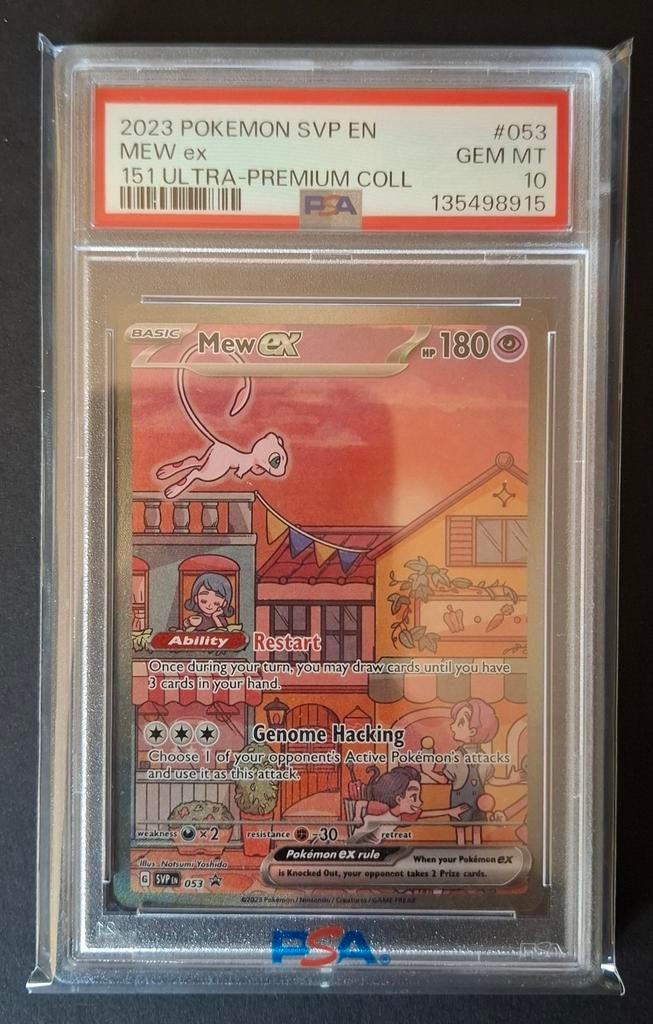 2023 POKEMON SVP EN #053
MEW ex GEM MT
151 ULTRA-PREMIUM COLL 10
PSA 135498915
BASIC Mew ex HP 180
Ability Restart
Once during your turn, you may draw cards until you have
3 cards in your hand.
Genome Hacking
Choose 1 of your opponent's Active Pokémon's attacks
and use it as this attack.
weakness ×2 resistance -30 retreat
Pokémon ex rule When your Pokémon ex
is Knocked Out, your opponent takes 2 Prize cards.
Illus. Natsumi Yoshida
G SVP EN 053
©2023 Pokémon / Nintendo / Creatures / GAME FREAK
PSA
PSA